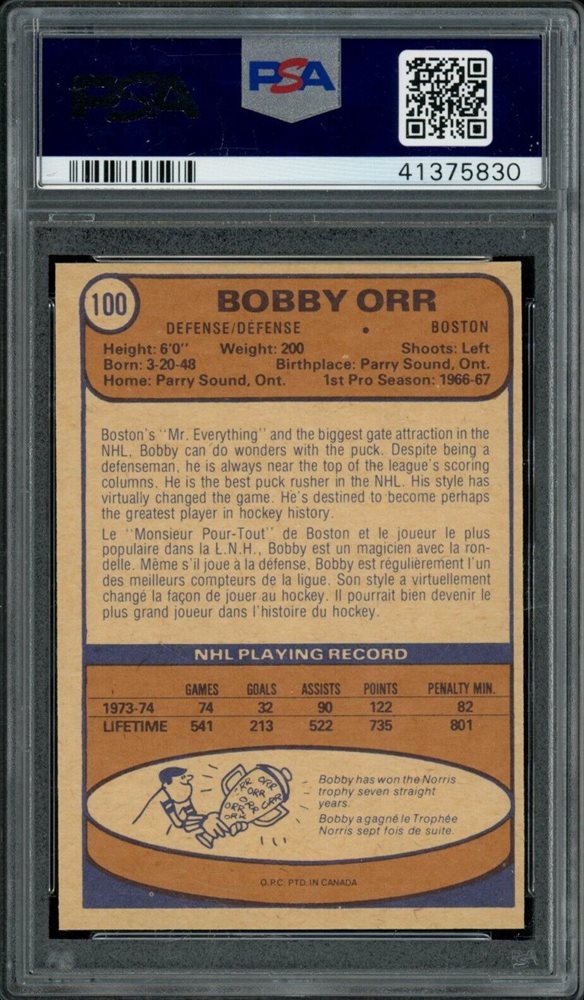 PSA PSA
41375830
100 BOBBY ORR
DEFENSE/DÉFENSE • BOSTON
Height: 6'0" Weight: 200 Shoots: Left
Born: 3-20-48 Birthplace: Parry Sound, Ont.
Home: Parry Sound, Ont. 1st Pro Season: 1966-67
Boston's "Mr. Everything" and the biggest gate attraction in the
NHL, Bobby can do wonders with the puck. Despite being a
defenseman, he is always near the top of the league's scoring
columns. He is the best puck rusher in the NHL. His style has
virtually changed the game. He's destined to become perhaps
the greatest player in hockey history.
Le "Monsieur Pour-Tout" de Boston et le joueur le plus
populaire dans la L.N.H., Bobby est un magicien avec la ron-
delle. Même s'il joue à la défense, Bobby est régulièrement l'un
des meilleurs compteurs de la ligue. Son style a virtuellement
changé la façon de jouer au hockey. Il pourrait bien devenir le
plus grand joueur dans l'histoire du hockey.
NHL PLAYING RECORD
GAMES GOALS ASSISTS POINTS PENALTY MIN.
1973-74 74 32 90 122 82
LIFETIME 541 213 522 735 801
ORR ORR
ORR
ORR ORR ORR
ORR
Bobby has won the Norris
trophy seven straight
years.
Bobby a gagné le Trophée
Norris sept fois de suite.
O.P.C. PTD. IN CANADA